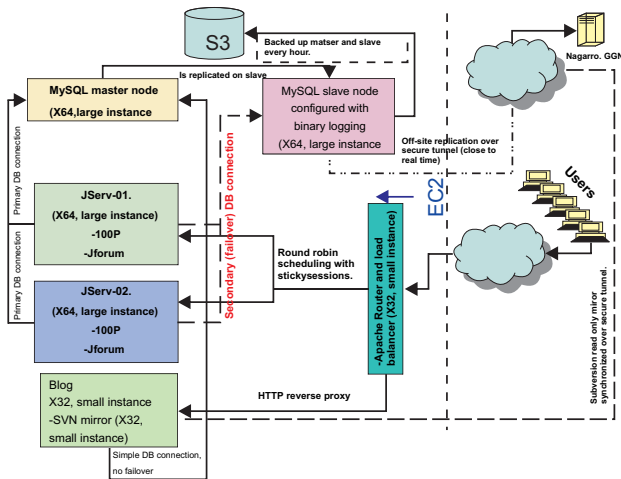 S3
Backed up matser and slave
every hour.
Nagarro. GGN
Is replicated on slave
MySQL master node
(X64,large instance)
MySQL slave node
configured with
binary logging
(X64, large instance
Off-site replication over
secure tunnel (close to
real time)
Primary DB connection
Secondary (failover) DB connection
EC2
Users
JServ-01.
(X64, large instance)
-100P
-Jforum
Round robin
scheduling with
stickysessions.
-Apache Router and load
balancer (X32, small instance)
Primary DB connection
JServ-02.
(X64, large instance)
-100P
-Jforum
Subversion read only miror
synchronized over secure tunnel.
Blog
X32, small instance
-SVN mirror (X32,
small instance)
HTTP reverse proxy
Simple DB connection,
no failover